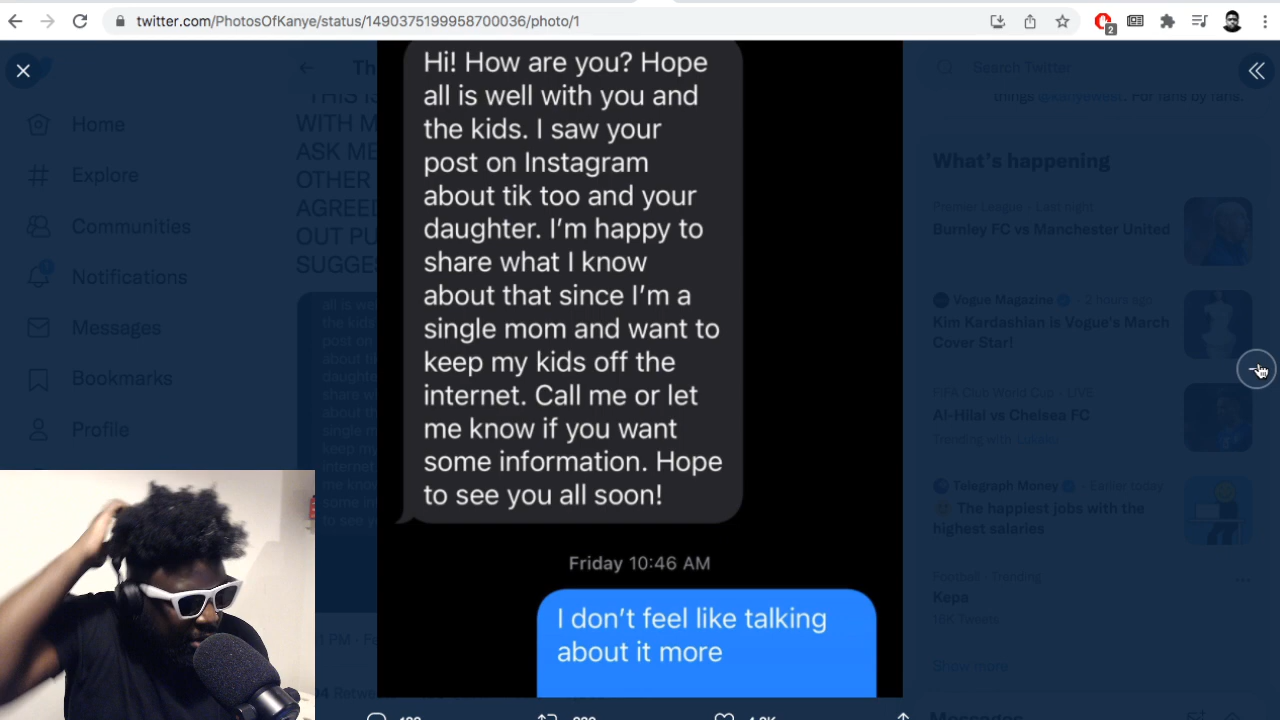 twitter.com/PhotosOfKanye/status/1490375199958700036/photo/1
2
Search Twitter
things @kanyewest. For fans by fans.
Home
Explore
Communities
Notifications
Messages
Bookmarks
Profile
WITH M
ASK ME
OTHER
AGREE
OUT PU
SUGGES
Hi! How are you? Hope
all is well with you and
the kids. I saw your
post on Instagram
about tik too and your
daughter. I'm happy to
share what I know
about that since I'm a
single mom and want to
keep my kids off the
internet. Call me or let
me know if you want
some information. Hope
to see you all soon!
Friday 10:46 AM
I don't feel like talking
about it more
What's happening
Premier League · Last night
Burnley FC vs Manchester United
Vogue Magazine · 2 hours ago
Kim Kardashian is Vogue's March
Cover Star!
FIFA Club World Cup · LIVE
Al-Hilal vs Chelsea FC
Trending with
Telegraph Money · Earlier today
The happiest jobs with the
highest salaries
Football · Trending
Kepa
Tweets
Show more
Messages